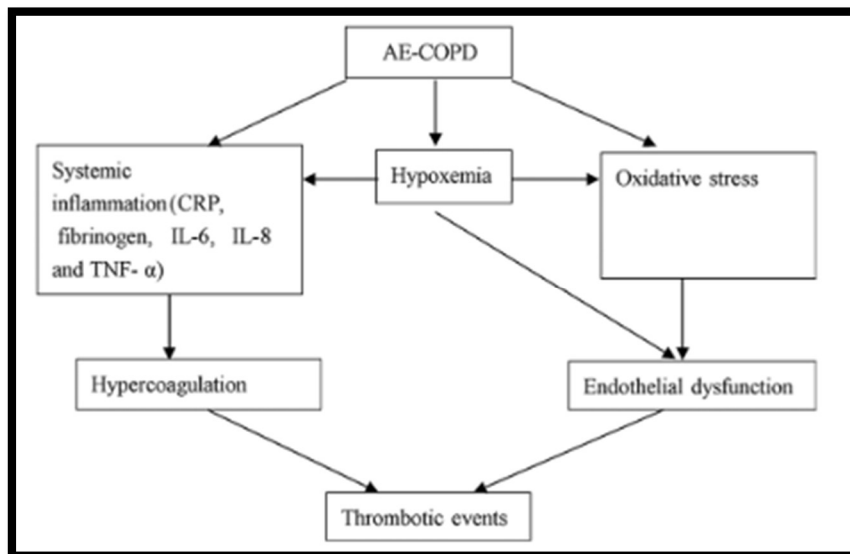 AE-COPD
Systemic
inflammation(CRP,
fibrinogen, IL-6, IL-8
and TNF- α)
Hypoxemia
Oxidative stress
Hypercoagulation
Endothelial dysfunction
Thrombotic events